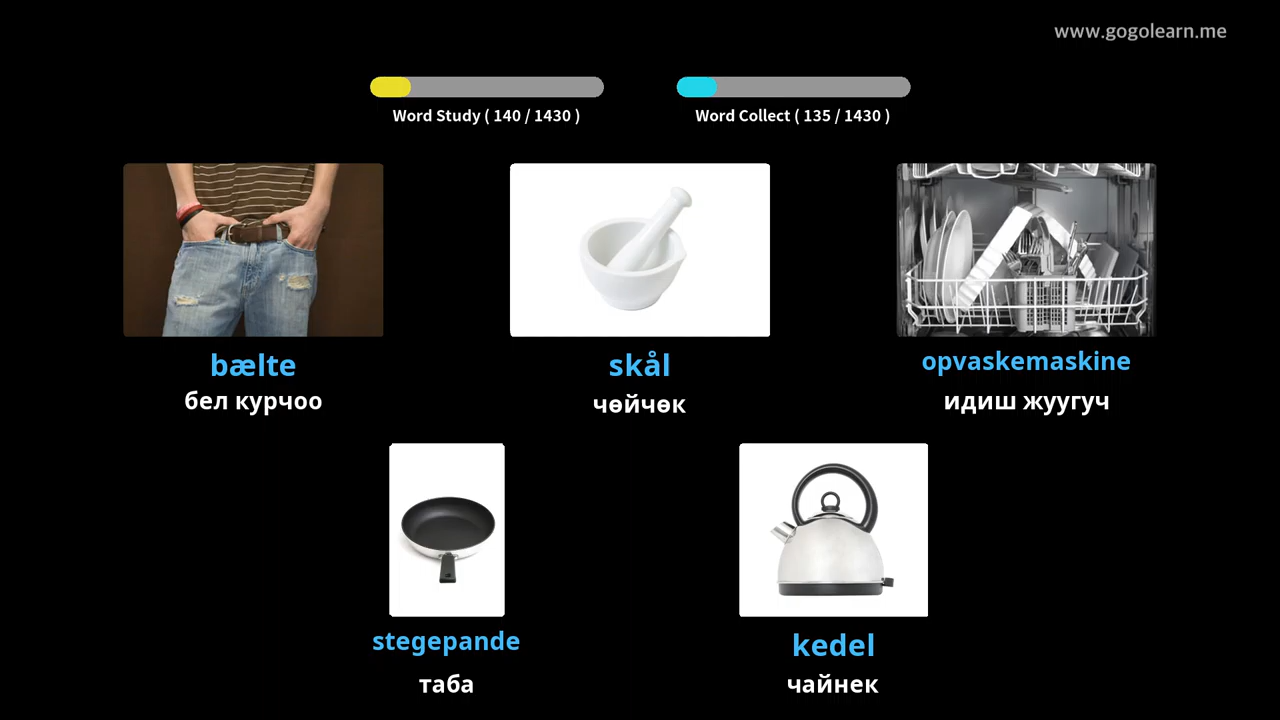 www.gogolearn.me
Word Study ( 140 / 1430 )
Word Collect ( 135 / 1430 )
bælte
бел курчоо
skål
чөйчөк
opvaskemaskine
идиш жуугуч
stegepande
таба
kedel
чайнек